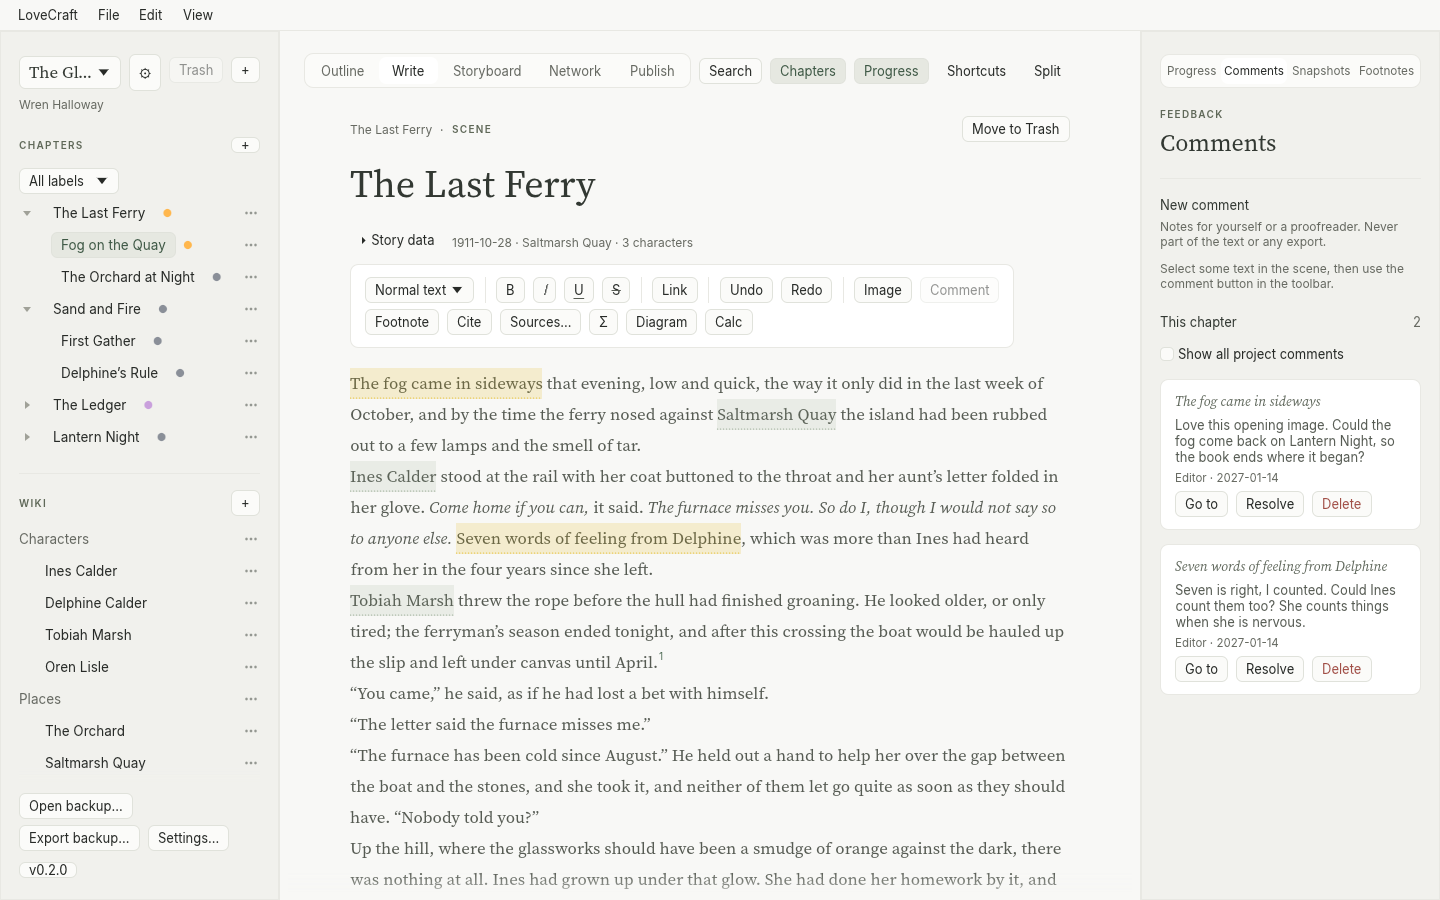 LoveCraft File Edit View
The Gl... Trash +
Wren Halloway
CHAPTERS +
All labels
The Last Ferry ···
Fog on the Quay ···
The Orchard at Night ···
Sand and Fire ···
First Gather ···
Delphine’s Rule ···
The Ledger ···
Lantern Night ···
WIKI +
Characters ···
Ines Calder ···
Delphine Calder ···
Tobiah Marsh ···
Oren Lisle ···
Places ···
The Orchard ···
Saltmarsh Quay ···
Open backup...
Export backup... Settings...
v0.2.0
Outline Write Storyboard Network Publish Search Chapters Progress Shortcuts Split
The Last Ferry · SCENE Move to Trash
The Last Ferry
Story data 1911-10-28 · Saltmarsh Quay · 3 characters
Normal text B I U S Link Undo Redo Image Comment
Footnote Cite Sources... Σ Diagram Calc
The fog came in sideways that evening, low and quick, the way it only did in the last week of
October, and by the time the ferry nosed against Saltmarsh Quay the island had been rubbed
out to a few lamps and the smell of tar.
Ines Calder stood at the rail with her coat buttoned to the throat and her aunt’s letter folded in
her glove. Come home if you can, it said. The furnace misses you. So do I, though I would not say so
to anyone else. Seven words of feeling from Delphine, which was more than Ines had heard
from her in the four years since she left.
Tobiah Marsh threw the rope before the hull had finished groaning. He looked older, or only
tired; the ferryman’s season ended tonight, and after this crossing the boat would be hauled up
the slip and left under canvas until April.1
“You came,” he said, as if he had lost a bet with himself.
“The letter said the furnace misses me.”
“The furnace has been cold since August.” He held out a hand to help her over the gap between
the boat and the stones, and she took it, and neither of them let go quite as soon as they should
have. “Nobody told you?”
Up the hill, where the glassworks should have been a smudge of orange against the dark, there
was nothing at all. Ines had grown up under that glow. She had done her homework by it, and
Progress Comments Snapshots Footnotes
FEEDBACK
Comments
New comment
Notes for yourself or a proofreader. Never
part of the text or any export.
Select some text in the scene, then use the
comment button in the toolbar.
This chapter 2
Show all project comments
The fog came in sideways
Love this opening image. Could the
fog come back on Lantern Night, so
the book ends where it began?
Editor · 2027-01-14
Go to Resolve Delete
Seven words of feeling from Delphine
Seven is right, I counted. Could Ines
count them too? She counts things
when she is nervous.
Editor · 2027-01-14
Go to Resolve Delete